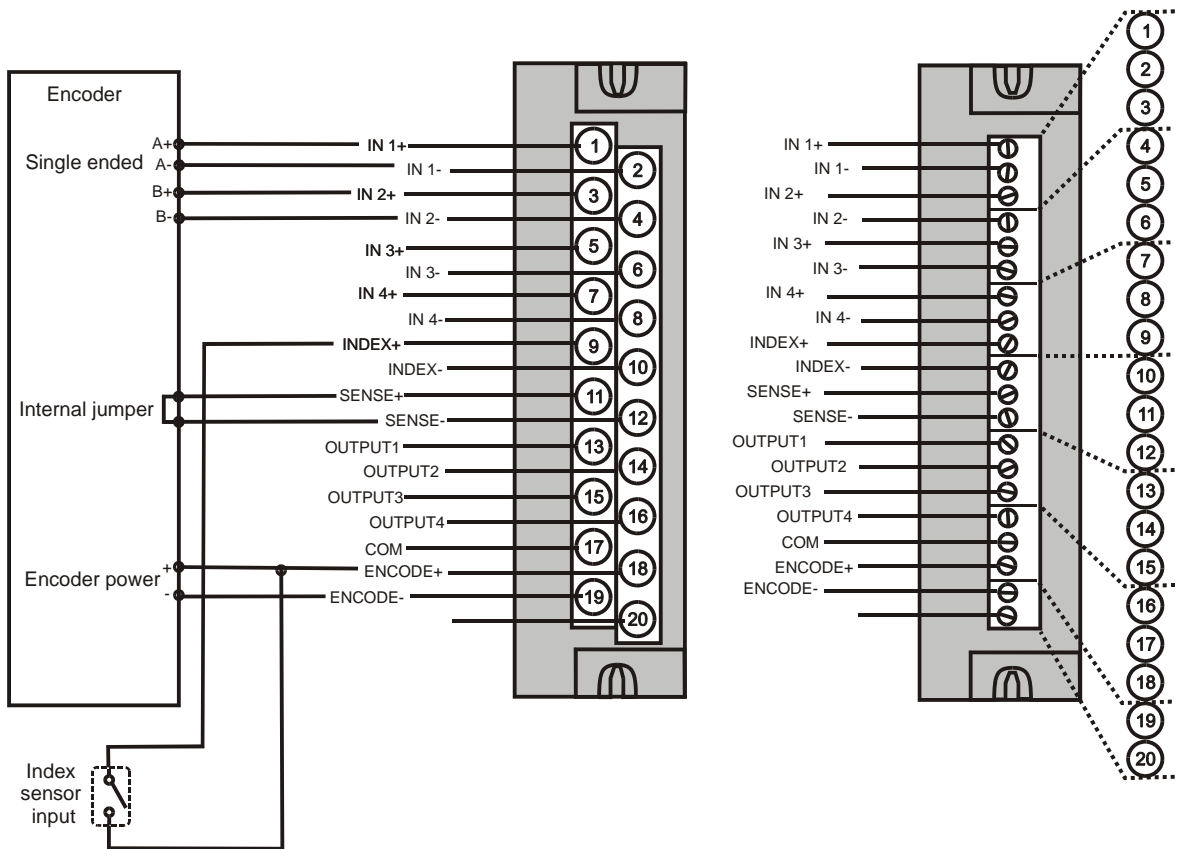 Encoder
Single ended
A+
A-
B+
B-
Internal jumper
Encoder power
+
-
Index
sensor
input
IN 1+
IN 1-
IN 2+
IN 2-
IN 3+
IN 3-
IN 4+
IN 4-
INDEX+
INDEX-
SENSE+
SENSE-
OUTPUT1
OUTPUT2
OUTPUT3
OUTPUT4
COM
ENCODE+
ENCODE-
1
2
3
4
5
6
7
8
9
10
11
12
13
14
15
16
17
18
19
20
IN 1+
IN 1-
IN 2+
IN 2-
IN 3+
IN 3-
IN 4+
IN 4-
INDEX+
INDEX-
SENSE+
SENSE-
OUTPUT1
OUTPUT2
OUTPUT3
OUTPUT4
COM
ENCODE+
ENCODE-
1
2
3
4
5
6
7
8
9
10
11
12
13
14
15
16
17
18
19
20